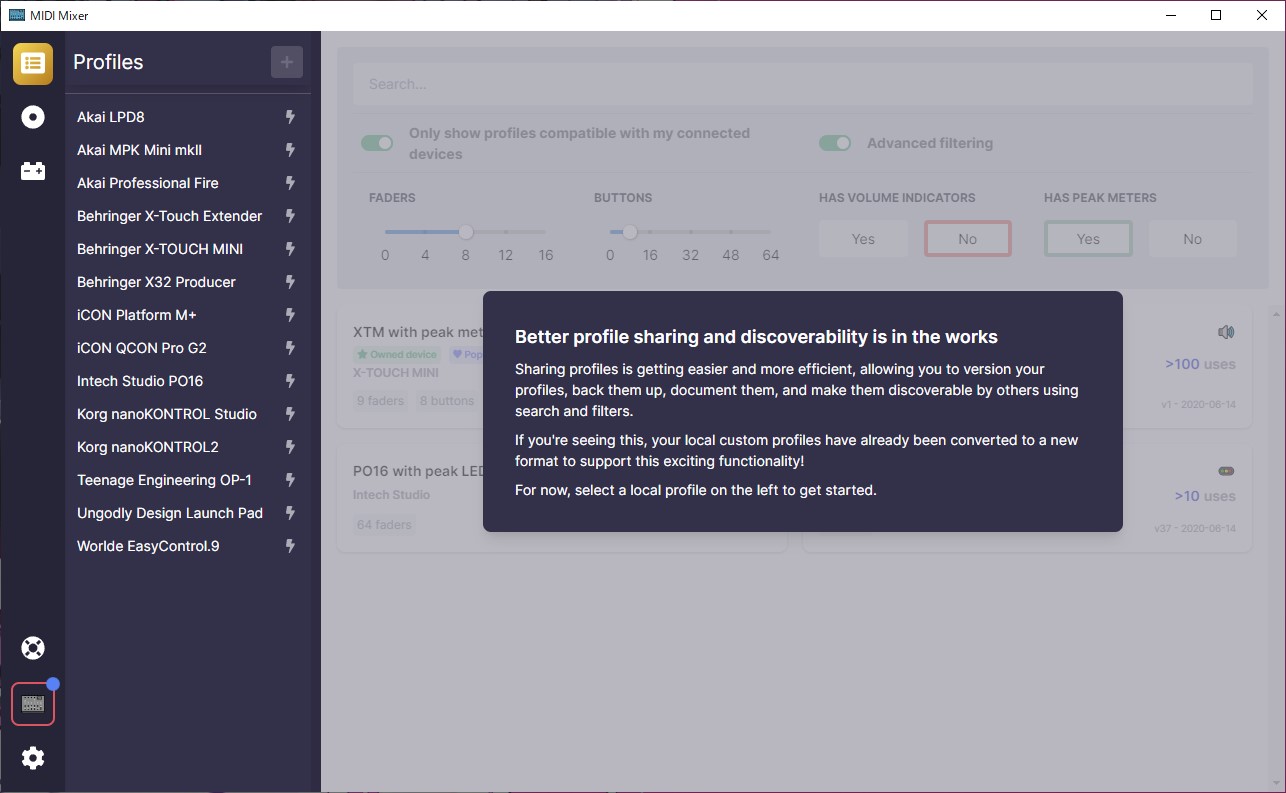 MIDI Mixer
Profiles
Akai LPD8
Akai MPK Mini mkII
Akai Professional Fire
Behringer X-Touch Extender
Behringer X-TOUCH MINI
Behringer X32 Producer
iCON Platform M+
iCON QCON Pro G2
Intech Studio PO16
Korg nanoKONTROL Studio
Korg nanoKONTROL2
Teenage Engineering OP-1
Ungodly Design Launch Pad
Worlde EasyControl.9
Search...
Only show profiles compatible with my connected
devices
Advanced filtering
FADERS
0 4 8 12 16
BUTTONS
0 16 32 48 64
HAS VOLUME INDICATORS
Yes No
HAS PEAK METERS
Yes No
XTM with peak met
Owned device Pop
X-TOUCH MINI
9 faders 8 buttons
>100 uses
v1 - 2020-06-14
PO16 with peak LED
Intech Studio
64 faders
>10 uses
v37 - 2020-06-14
Better profile sharing and discoverability is in the works
Sharing profiles is getting easier and more efficient, allowing you to version your
profiles, back them up, document them, and make them discoverable by others using
search and filters.
If you're seeing this, your local custom profiles have already been converted to a new
format to support this exciting functionality!
For now, select a local profile on the left to get started.